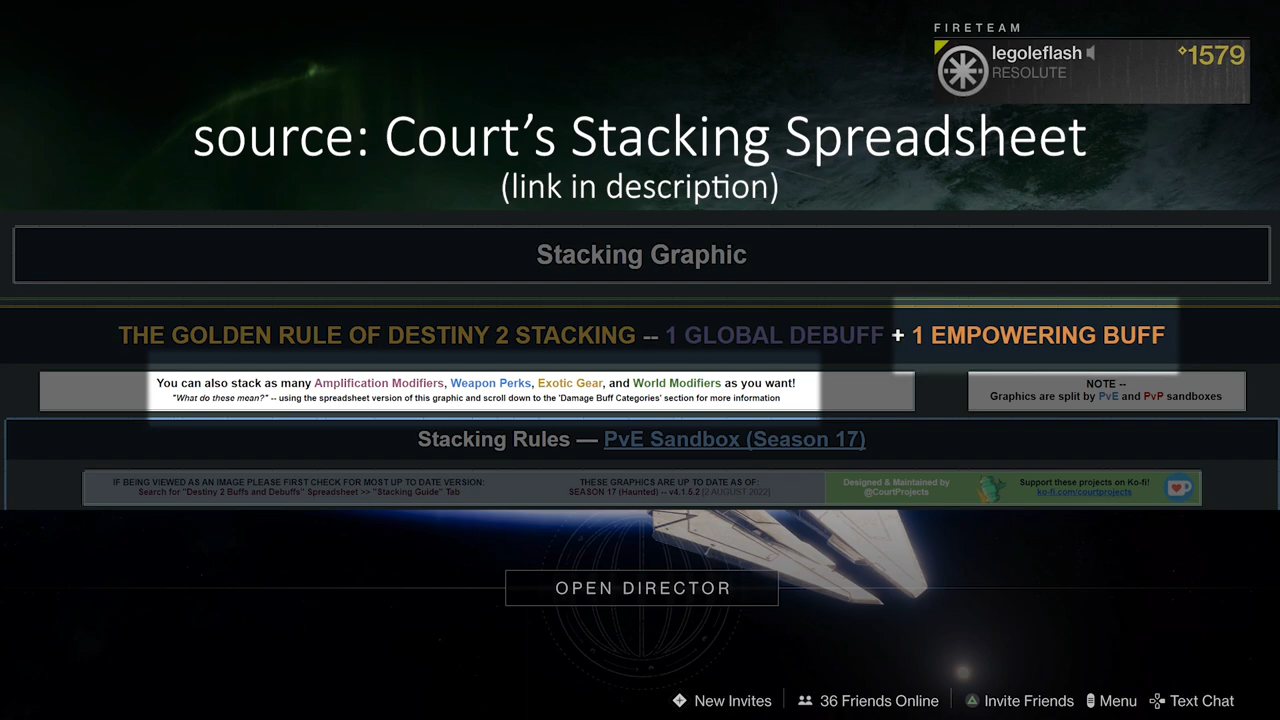 FIRETEAM
legoleflash
1579
RESOLUTE
source: Court’s Stacking Spreadsheet
(link in description)
Stacking Graphic
THE GOLDEN RULE OF DESTINY 2 STACKING -- 1 GLOBAL DEBUFF + 1 EMPOWERING BUFF
You can also stack as many Amplification Modifiers, Weapon Perks, Exotic Gear, and World Modifiers as you want!
"What do these mean?" -- using the spreadsheet version of this graphic and scroll down to the 'Damage Buff Categories' section for more information
NOTE --
Graphics are split by PvE and PvP sandboxes
Stacking Rules — PvE Sandbox (Season 17)
IF BEING VIEWED AS AN IMAGE PLEASE FIRST CHECK FOR MOST UP TO DATE VERSION:
Search for "Destiny 2 Buffs and Debuffs" Spreadsheet >> "Stacking Guide" Tab
THESE GRAPHICS ARE UP TO DATE AS OF:
SEASON 17 (Haunted) -- v4.1.5.2 [2 AUGUST 2022]
Designed & Maintained by
@CourtProjects
Support these projects on Ko-fi!
ko-fi.com/courtprojects
OPEN DIRECTOR
New Invites
36 Friends Online
Invite Friends
Menu
Text Chat